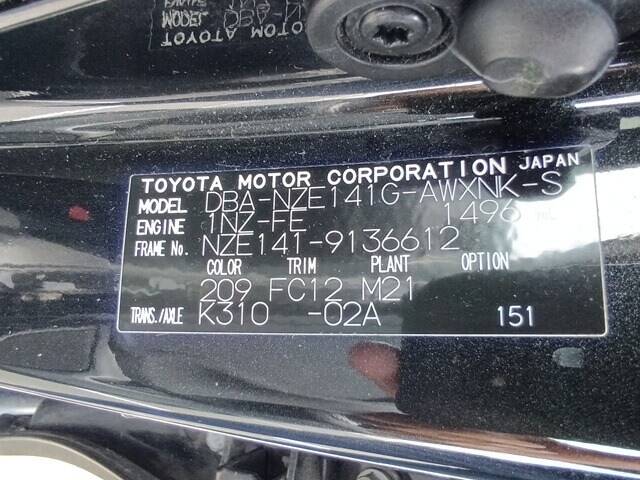 TOYOTA MOTOR CORPORATION JAPAN
MODEL DBA-NZE141G-AWXNK-S
ENGINE 1NZ-FE 1496 mL
FRAME No. NZE141-9136612
COLOR TRIM PLANT OPTION
209 FC12 M21
TRANS./AXLE K310 -02A 151